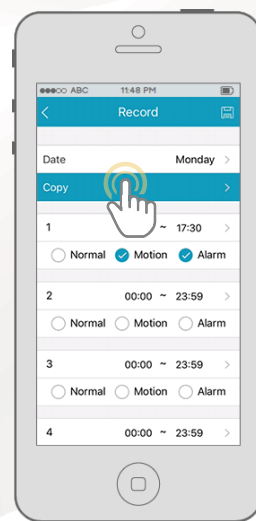 ABC 11:48 PM
Record
Date Monday
Copy
1 ~ 17:30
Normal Motion Alarm
2 00:00 ~ 23:59
Normal Motion Alarm
3 00:00 ~ 23:59
Normal Motion Alarm
4 00:00 ~ 23:59